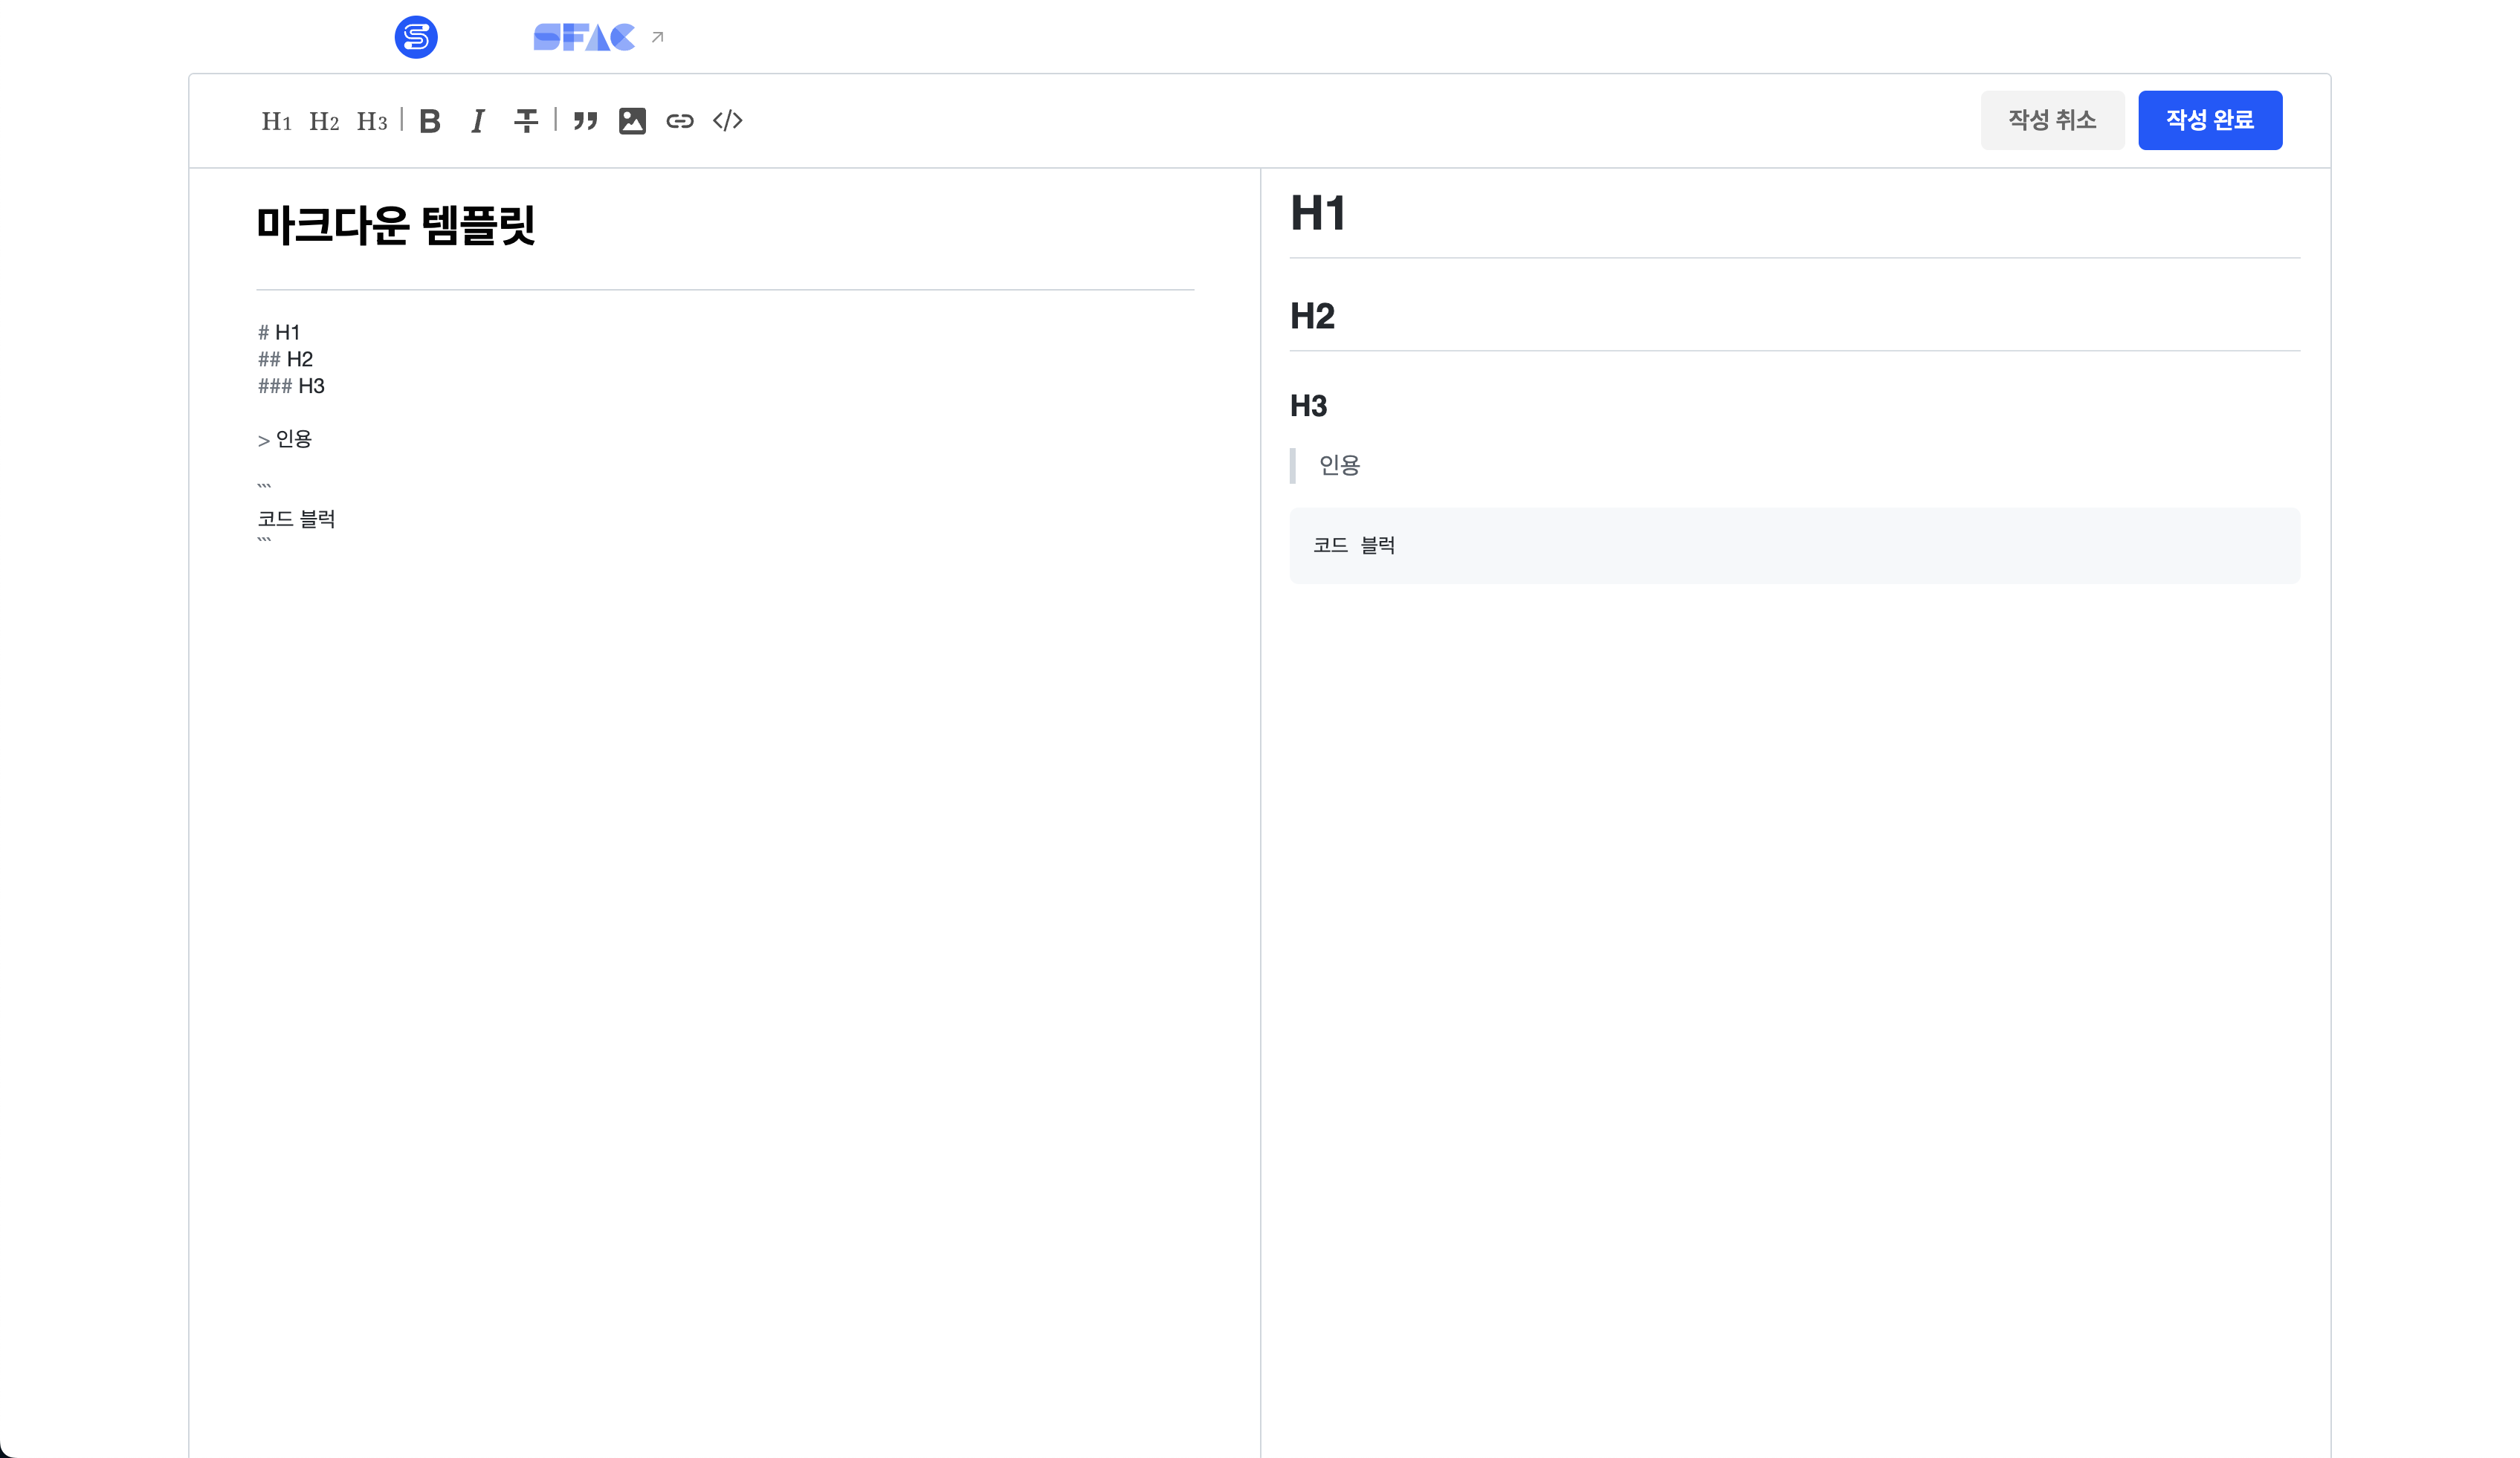 SFAC
H1 H2 H3 B I
작성 취소
작성 완료
마크다운 템플릿
# H1
## H2
### H3
> 인용
```
코드 블럭
```
H1
H2
H3
인용
코드 블럭